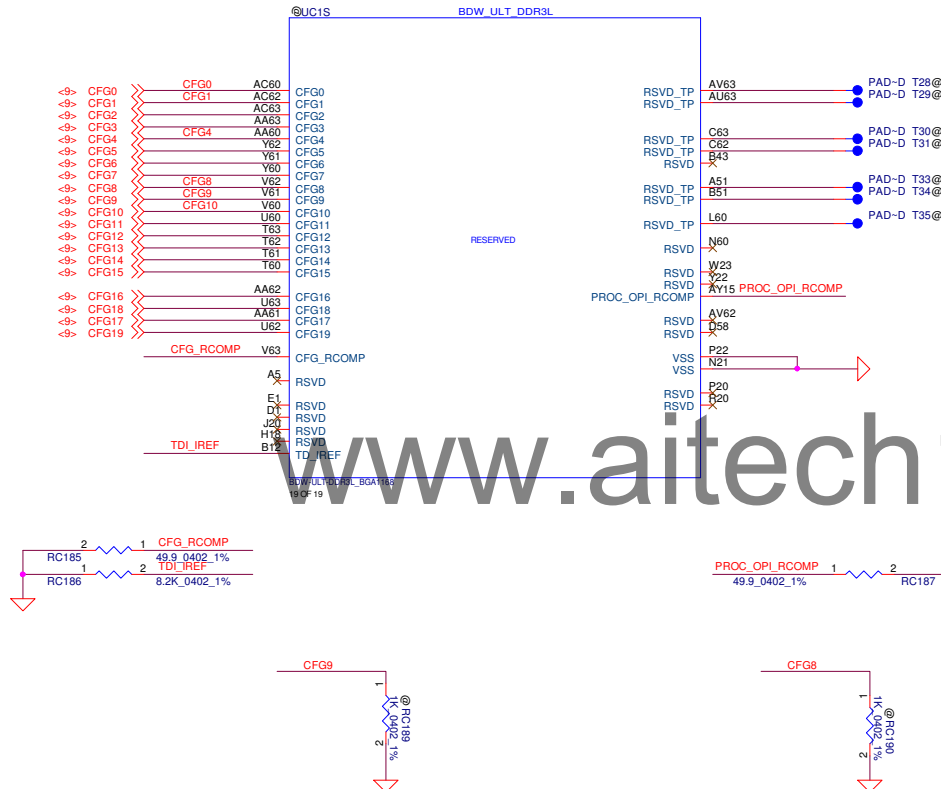 @UC1S
BDW_ULT_DDR3L
<9> CFG0 CFG0 AC60 CFG0
<9> CFG1 CFG1 AC62 CFG1
<9> CFG2 AC63 CFG2
<9> CFG3 AA63 CFG3
<9> CFG4 CFG4 AA60 CFG4
<9> CFG5 Y62 CFG5
<9> CFG6 Y61 CFG6
<9> CFG7 Y60 CFG7
<9> CFG8 CFG8 V62 CFG8
<9> CFG9 CFG9 V61 CFG9
<9> CFG10 CFG10 V60 CFG10
<9> CFG11 U60 CFG11
<9> CFG12 T63 CFG12
<9> CFG13 T62 CFG13
<9> CFG14 T61 CFG14
<9> CFG15 T60 CFG15
<9> CFG16 AA62 CFG16
<9> CFG18 U63 CFG18
<9> CFG17 AA61 CFG17
<9> CFG19 U62 CFG19
CFG_RCOMP V63 CFG_RCOMP
A5 RSVD
E1 RSVD
D1 RSVD
J20 RSVD
H18 RSVD
TDI_IREF B12 TD_IREF
RESERVED
RSVD_TP AV63 PAD~D T28@
RSVD_TP AU63 PAD~D T29@
RSVD_TP C63 PAD~D T30@
RSVD_TP C62 PAD~D T31@
RSVD B43
RSVD_TP A51 PAD~D T33@
RSVD_TP B51 PAD~D T34@
RSVD_TP L60 PAD~D T35@
RSVD N60
RSVD W23
RSVD Y22
PROC_OPI_RCOMP AY15 PROC_OPI_RCOMP
RSVD AV62
RSVD D58
VSS P22
VSS N21
RSVD P20
RSVD R20
BDW-ULT-DDR3L_BGA1168
19 OF 19
www.aitech
RC185 2 1 CFG_RCOMP
49.9_0402_1%
RC186 1 2 TDI_IREF
8.2K_0402_1%
PROC_OPI_RCOMP 1 2 RC187
49.9_0402_1%
CFG9
1
@ RC189
1K_0402_1%
2
CFG8
1
@ RC190
1K_0402_1%
2